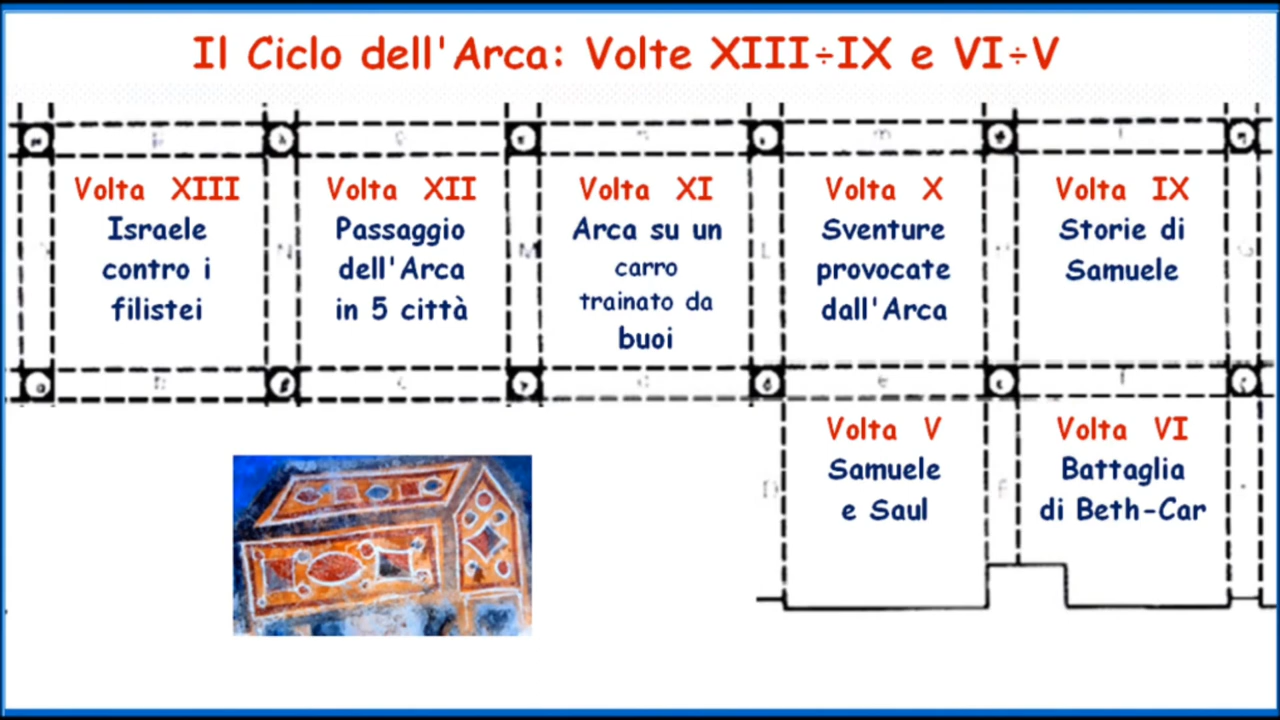 Il Ciclo dell'Arca: Volte XIII÷IX e VI÷V
Volta XIII
Israele
contro i
filistei
Volta XII
Passaggio
dell'Arca
in 5 città
Volta XI
Arca su un
carro
trainato da
buoi
Volta X
Sventure
provocate
dall'Arca
Volta IX
Storie di
Samuele
Volta V
Samuele
e Saul
Volta VI
Battaglia
di Beth-Car